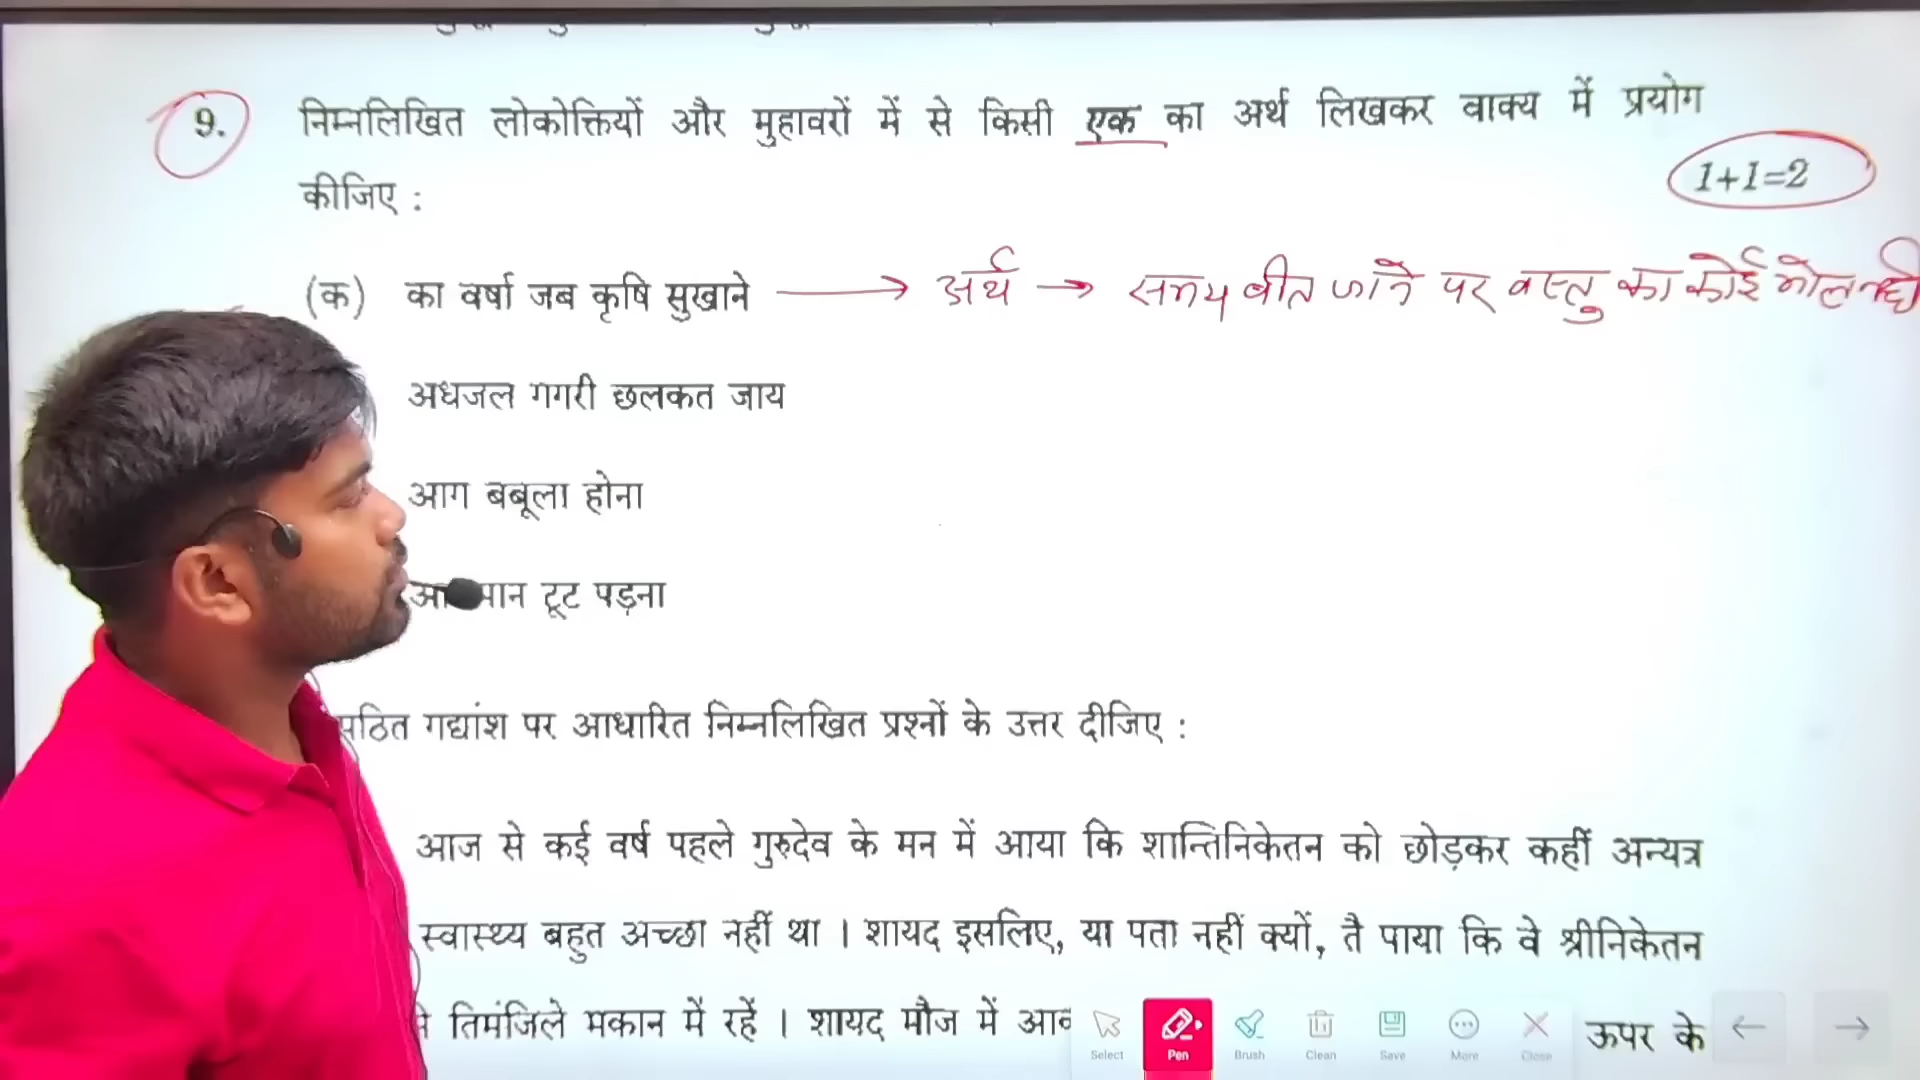 9. निम्नलिखित लोकोक्तियों और मुहावरों में से किसी एक का अर्थ लिखकर वाक्य में प्रयोग
कीजिए : 1+1=2
(क) का वर्षा जब कृषि सुखाने → अर्थ → समय बीत जाने पर वस्तु का कोई मोल नही
अधजल गगरी छलकत जाय
आग बबूला होना
टूट पड़ना
गद्यांश पर आधारित निम्नलिखित प्रश्नों के उत्तर दीजिए :
आज से कई वर्ष पहले गुरुदेव के मन में आया कि शान्तिनिकेतन को छोड़कर कहीं अन्यत्र
स्वास्थ्य बहुत अच्छा नहीं था । शायद इसलिए, या पता नहीं क्यों, तै पाया कि वे श्रीनिकेतन
तिमंजिले मकान में रहें । शायद मौज में ऊपर के
Select Pen Brush Clean Save More Close